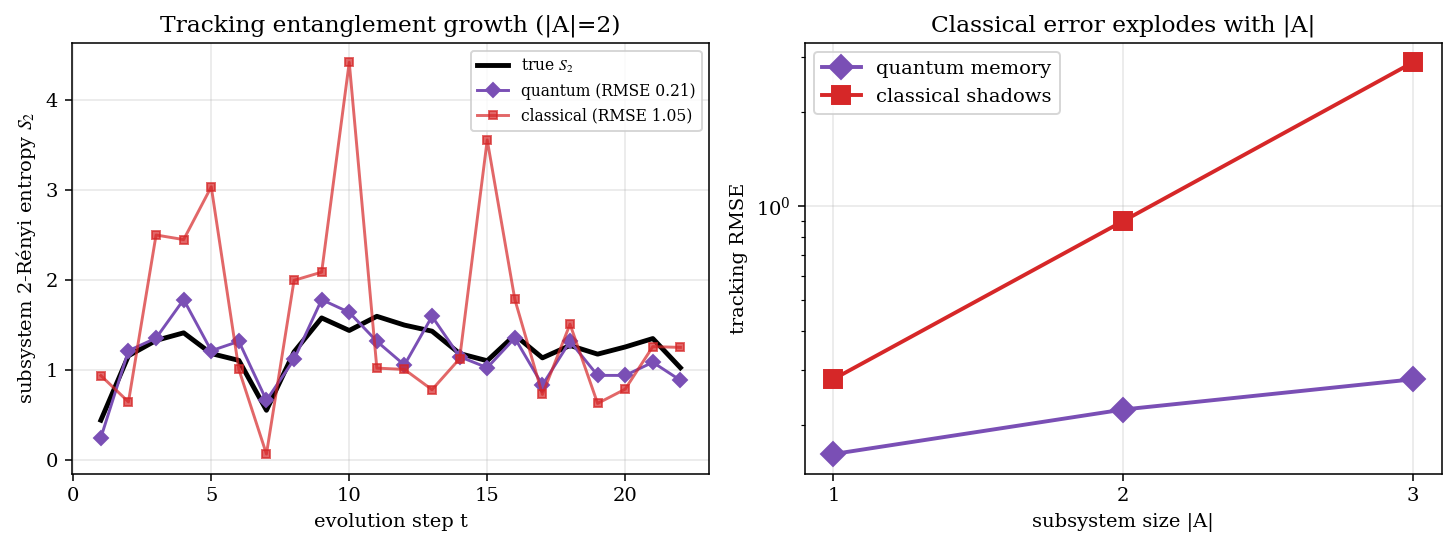 Tracking entanglement growth (|A|=2)
true 𝒮₂
quantum (RMSE 0.21)
classical (RMSE 1.05)
subsystem 2-Rényi entropy 𝒮₂
4
3
2
1
0
0 5 10 15 20
evolution step t
Classical error explodes with |A|
quantum memory
classical shadows
tracking RMSE
10⁰
1 2 3
subsystem size |A|